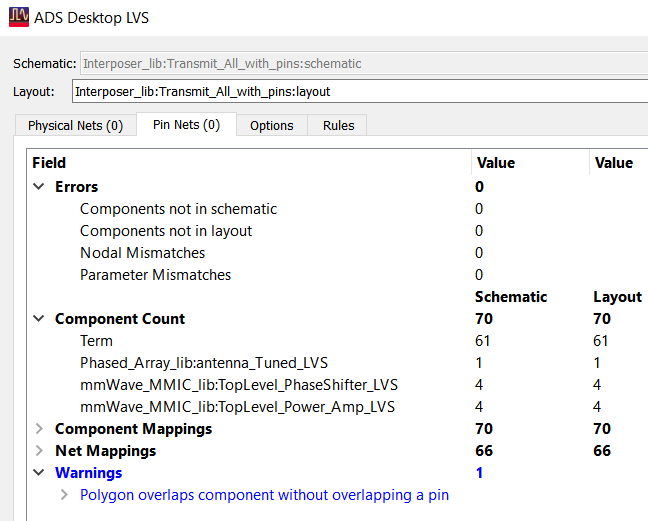 ADS Desktop LVS
Schematic: Interposer_lib:Transmit_All_with_pins:schematic
Layout: Interposer_lib:Transmit_All_with_pins:layout
Physical Nets (0) Pin Nets (0) Options Rules
Field Value Value
Errors 0
Components not in schematic 0
Components not in layout 0
Nodal Mismatches 0
Parameter Mismatches 0
Schematic Layout
Component Count 70 70
Term 61 61
Phased_Array_lib:antenna_Tuned_LVS 1 1
mmWave_MMIC_lib:TopLevel_PhaseShifter_LVS 4 4
mmWave_MMIC_lib:TopLevel_Power_Amp_LVS 4 4
Component Mappings 70 70
Net Mappings 66 66
Warnings 1
Polygon overlaps component without overlapping a pin